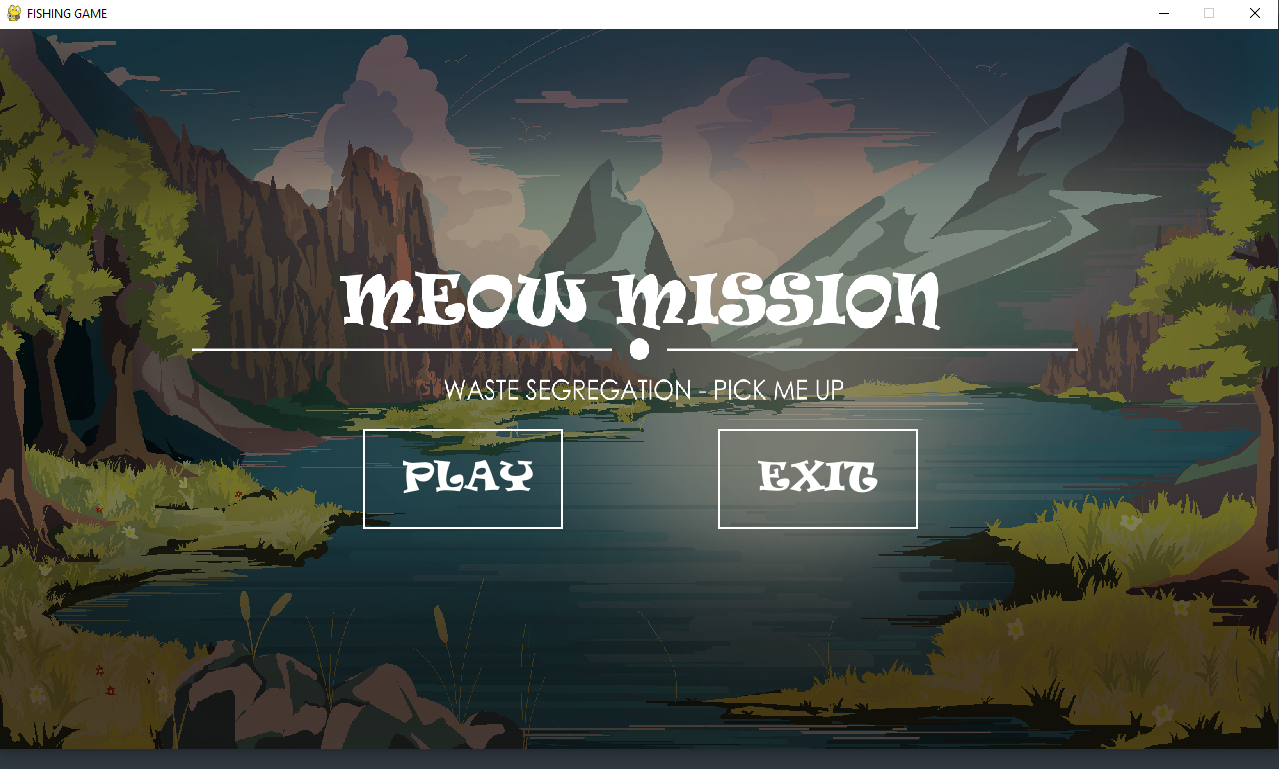 FISHING GAME
MEOW MISSION
WASTE SEGREGATION - PICK ME UP
PLAY
EXIT